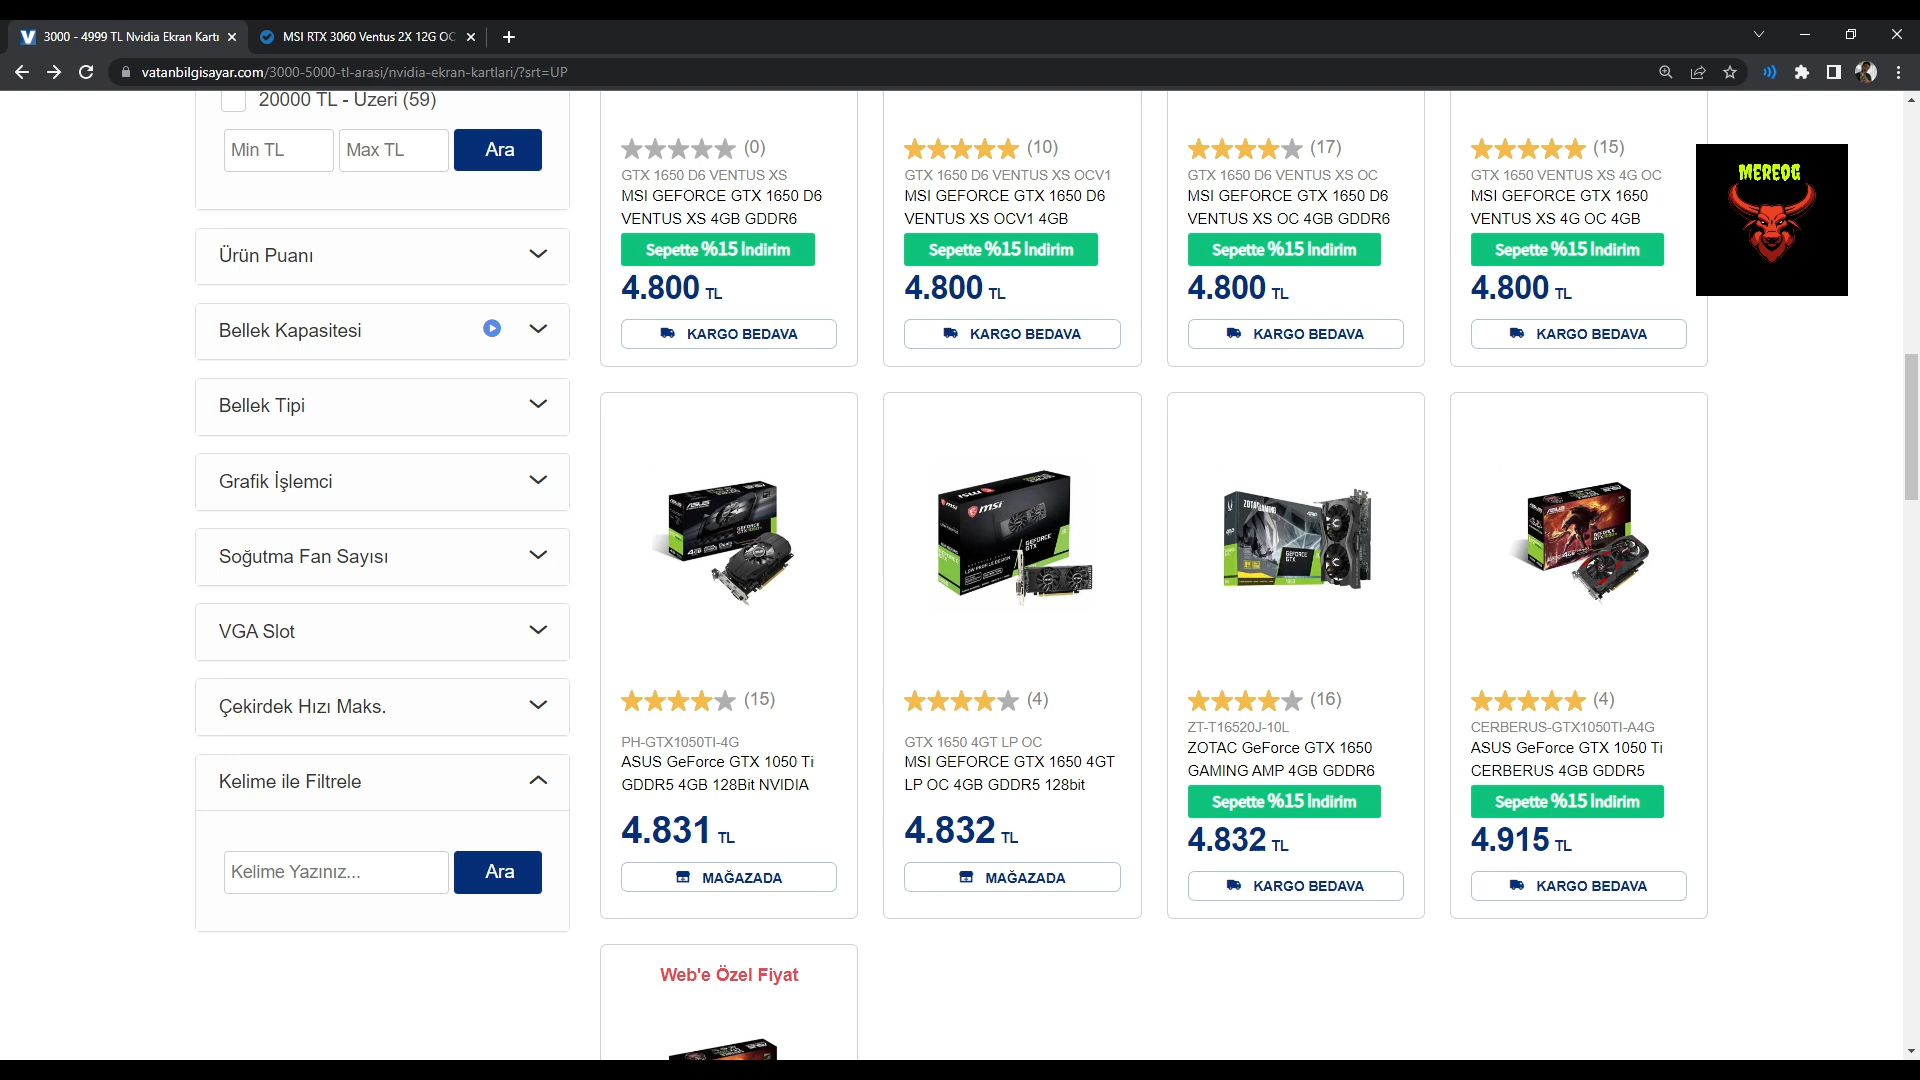 3000 - 4999 TL Nvidia Ekran Kartı
MSI RTX 3060 Ventus 2X 12G OC
vatanbilgisayar.com/3000-5000-tl-arasi/nvidia-ekran-kartlari/?srt=UP
20000 TL - Üzeri (59)
Min TL
Max TL
Ara
Ürün Puanı
Bellek Kapasitesi
Bellek Tipi
Grafik İşlemci
Soğutma Fan Sayısı
VGA Slot
Çekirdek Hızı Maks.
Kelime ile Filtrele
Kelime Yazınız...
Ara
(0)
GTX 1650 D6 VENTUS XS
MSI GEFORCE GTX 1650 D6
VENTUS XS 4GB GDDR6
Sepette %15 İndirim
4.800 TL
KARGO BEDAVA
(10)
GTX 1650 D6 VENTUS XS OCV1
MSI GEFORCE GTX 1650 D6
VENTUS XS OCV1 4GB
Sepette %15 İndirim
4.800 TL
KARGO BEDAVA
(17)
GTX 1650 D6 VENTUS XS OC
MSI GEFORCE GTX 1650 D6
VENTUS XS OC 4GB GDDR6
Sepette %15 İndirim
4.800 TL
KARGO BEDAVA
(15)
GTX 1650 VENTUS XS 4G OC
MSI GEFORCE GTX 1650
VENTUS XS 4G OC 4GB
Sepette %15 İndirim
4.800 TL
KARGO BEDAVA
MEREOG
(15)
PH-GTX1050TI-4G
ASUS GeForce GTX 1050 Ti
GDDR5 4GB 128Bit NVIDIA
4.831 TL
MAĞAZADA
msi
GEFORCE
GTX
(4)
GTX 1650 4GT LP OC
MSI GEFORCE GTX 1650 4GT
LP OC 4GB GDDR5 128bit
4.832 TL
MAĞAZADA
ZOTAC GAMING
GEFORCE
GTX
(16)
ZT-T16520J-10L
ZOTAC GeForce GTX 1650
GAMING AMP 4GB GDDR6
Sepette %15 İndirim
4.832 TL
KARGO BEDAVA
(4)
CERBERUS-GTX1050TI-A4G
ASUS GeForce GTX 1050 Ti
CERBERUS 4GB GDDR5
Sepette %15 İndirim
4.915 TL
KARGO BEDAVA
Web'e Özel Fiyat